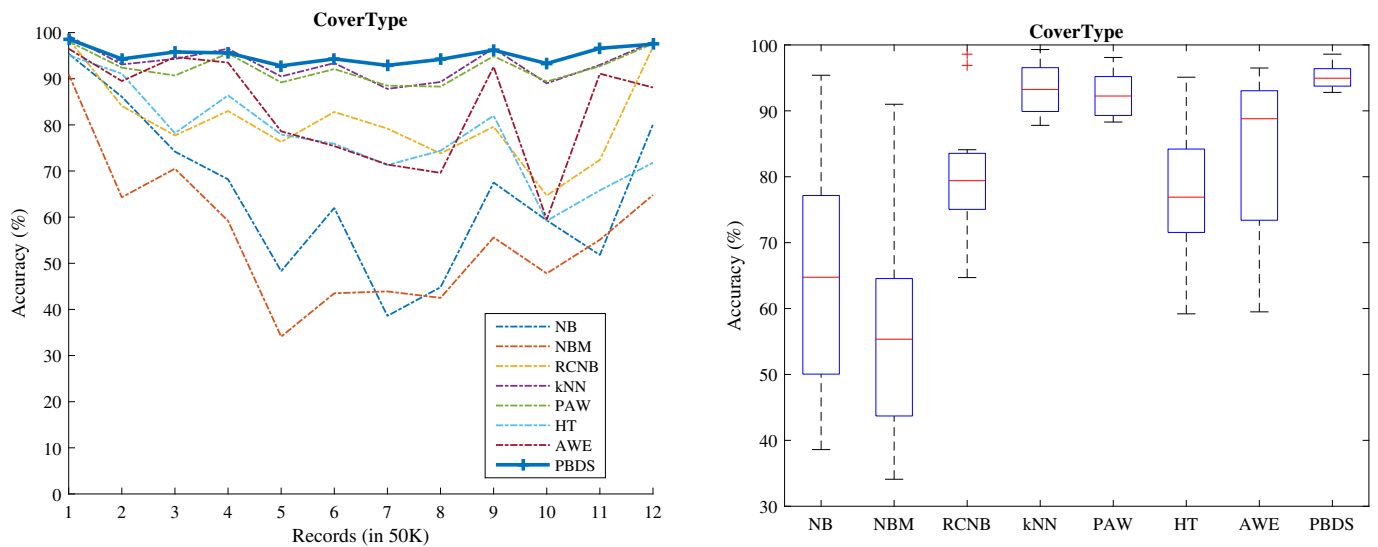 CoverType
100
90
80
70
60
50
40
30
20
10
0
Accuracy (%)
1 2 3 4 5 6 7 8 9 10 11 12
Records (in 50K)
NB
NBM
RCNB
kNN
PAW
HT
AWE
PBDS
CoverType
100
90
80
70
60
50
40
30
Accuracy (%)
NB NBM RCNB kNN PAW HT AWE PBDS